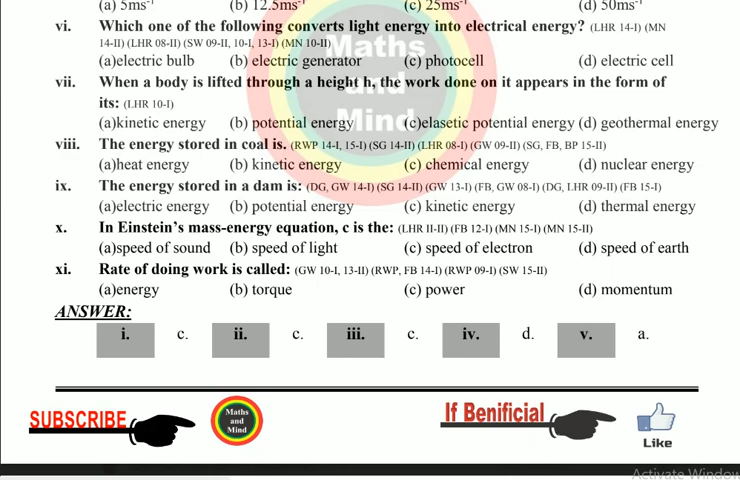 (a) 5ms⁻¹ (b) 12.5ms⁻¹ (c) 25ms⁻¹ (d) 50ms⁻¹
vi. Which one of the following converts light energy into electrical energy? (LHR 14-I) (MN
14-II) (LHR 08-II) (SW 09-II, 10-I, 13-I) (MN 10-II)
(a)electric bulb (b) electric generator (c) photocell (d) electric cell
vii. When a body is lifted through a height h, the work done on it appears in the form of
its: (LHR 10-I)
(a)kinetic energy (b) potential energy (c)elasetic potential energy (d) geothermal energy
viii. The energy stored in coal is. (RWP 14-I, 15-I) (SG 14-II) (LHR 08-I) (GW 09-II) (SG, FB, BP 15-II)
(a)heat energy (b) kinetic energy (c) chemical energy (d) nuclear energy
ix. The energy stored in a dam is: (DG, GW 14-I) (SG 14-II) (GW 13-I) (FB, GW 08-I) (DG, LHR 09-II) (FB 15-I)
(a)electric energy (b) potential energy (c) kinetic energy (d) thermal energy
x. In Einstein's mass-energy equation, c is the: (LHR II-II) (FB 12-I) (MN 15-I) (MN 15-II)
(a)speed of sound (b) speed of light (c) speed of electron (d) speed of earth
xi. Rate of doing work is called: (GW 10-I, 13-II) (RWP, FB 14-I) (RWP 09-I) (SW 15-II)
(a)energy (b) torque (c) power (d) momentum
ANSWER:
i. c. ii. c. iii. c. iv. d. v. a.
Maths
and
Mind
SUBSCRIBE
Maths
and
Mind
If Benificial
Like
Activate Window